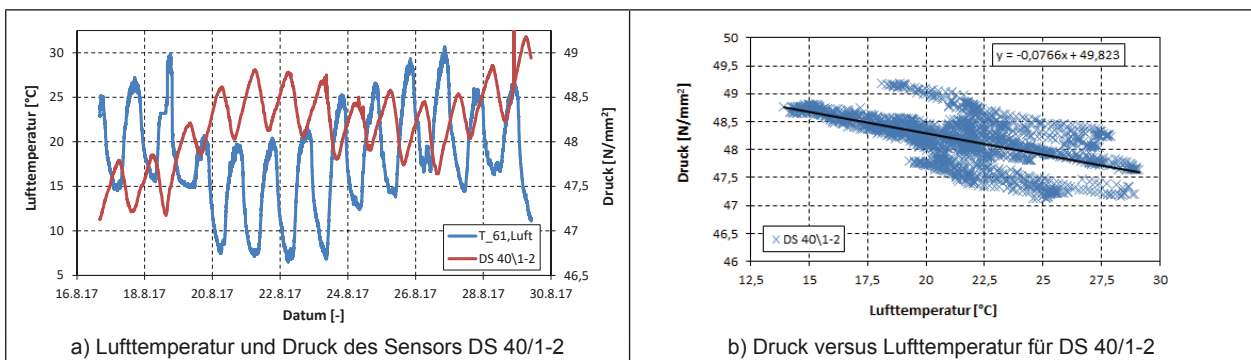 Lufttemperatur [°C]
30
25
20
15
10
5
49
48,5
48
47,5
47
46,5
Druck [N/mm²]
T_61,Luft
DS 40\1-2
16.8.17 18.8.17 20.8.17 22.8.17 24.8.17 26.8.17 28.8.17 30.8.17
Datum [-]
a) Lufttemperatur und Druck des Sensors DS 40/1-2
Druck [N/mm²]
50
49,5
49
48,5
48
47,5
47
46
y = -0,0766x + 49,823
DS 40\1-2
12,5 15 17,5 20 22,5 25 27,5 30
Lufttemperatur [°C]
b) Druck versus Lufttemperatur für DS 40/1-2